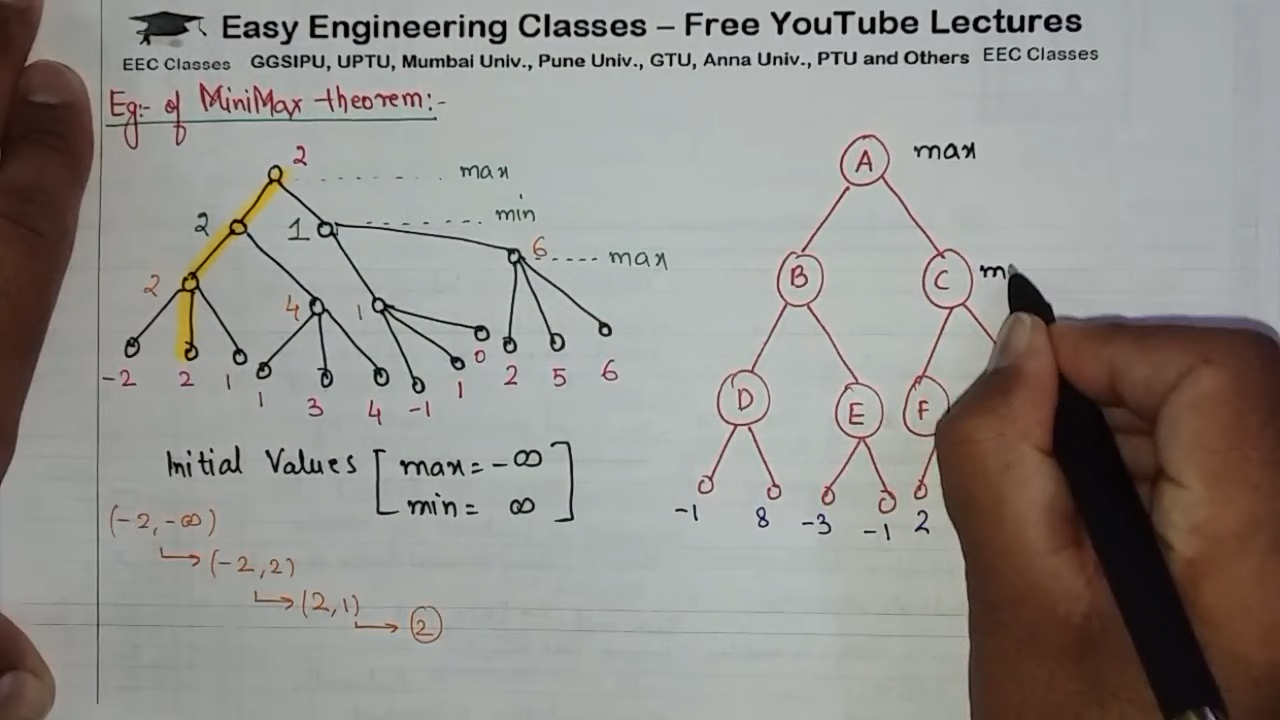 Easy Engineering Classes – Free YouTube Lectures
EEC Classes GGSIPU, UPTU, Mumbai Univ., Pune Univ., GTU, Anna Univ., PTU and Others EEC Classes
Eg:- of MiniMax theorem:-
2 max
2 1 min
6 max
2 4 1
-2 2 1 1 3 4 -1 1 0 2 5 6
Initial Values [ max = -∞
min = ∞ ]
(-2, -∞)
(-2, 2)
(2, 1)
2
A max
B C m
D E F
-1 8 -3 -1 2